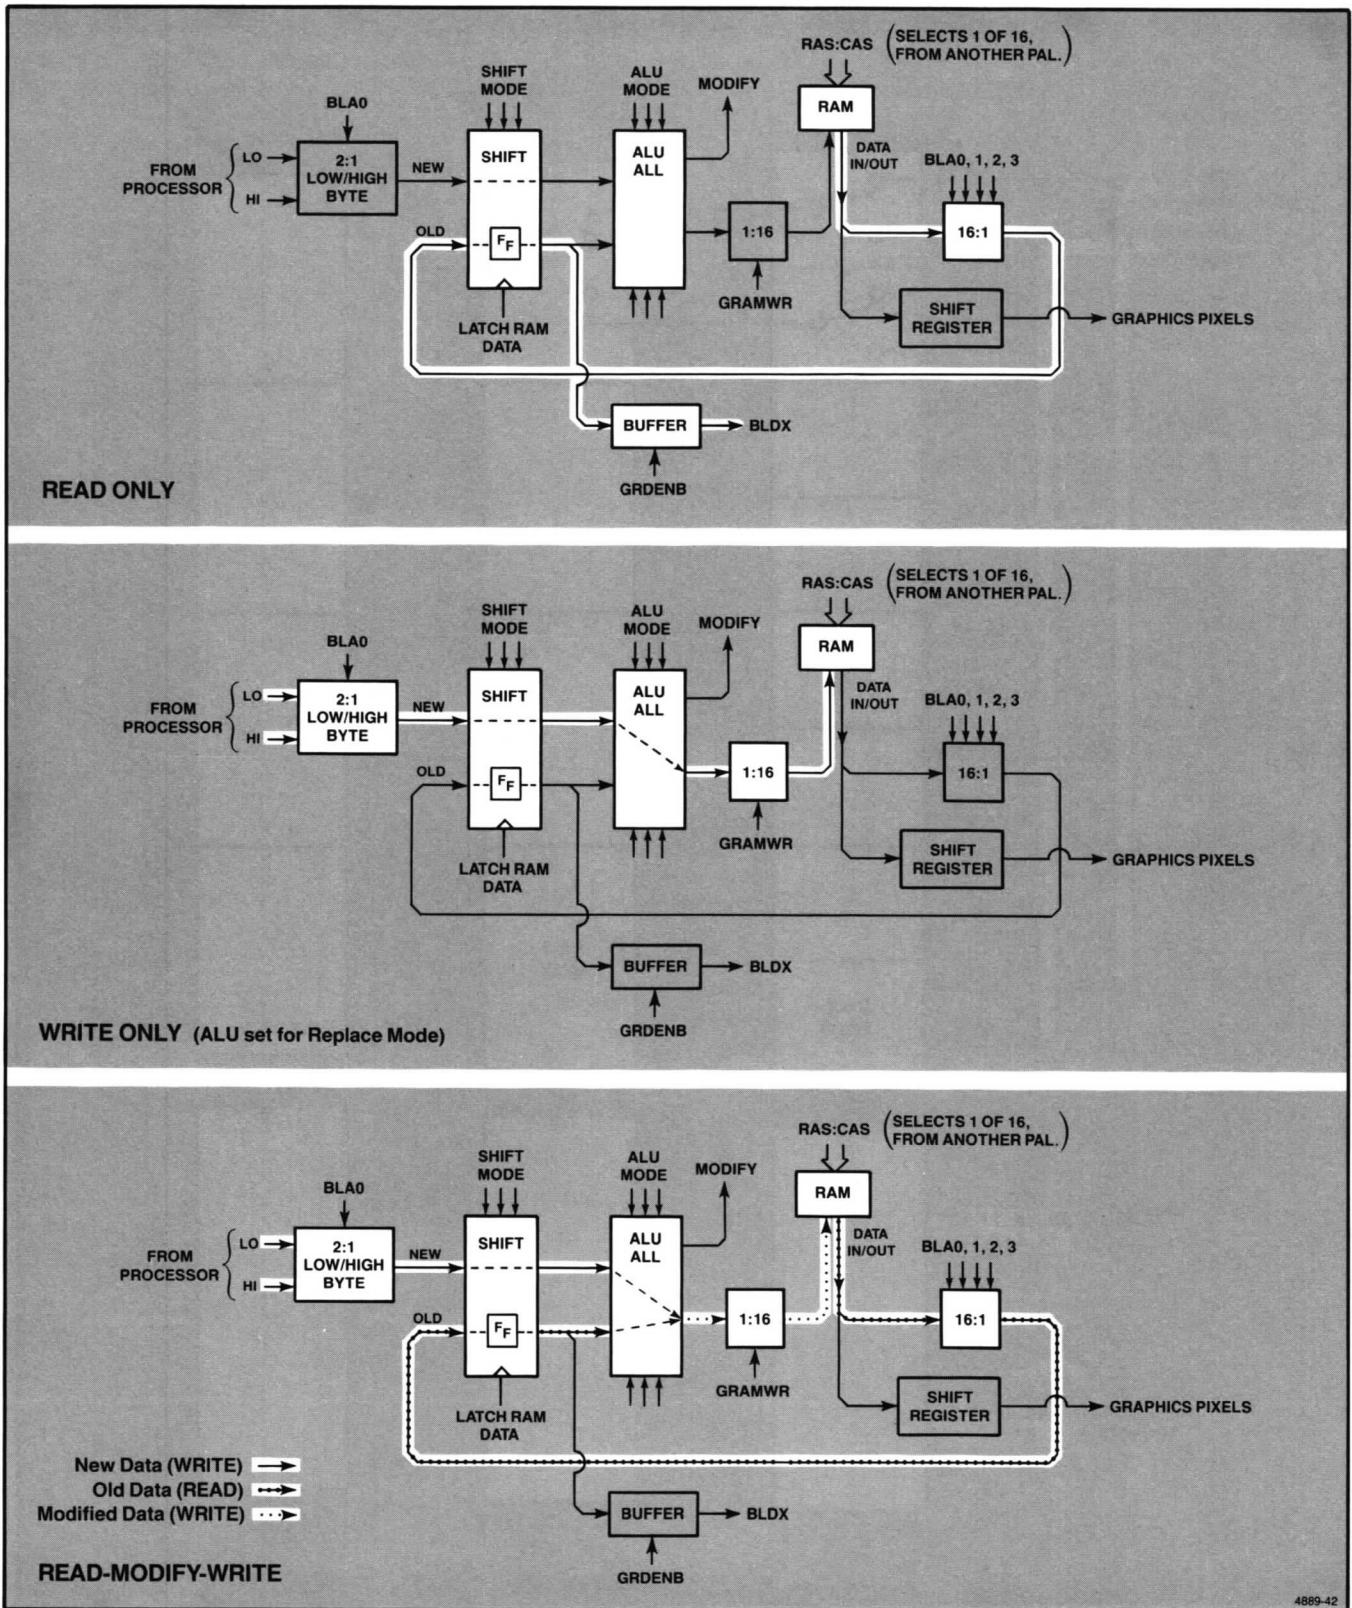 RAS:CAS (SELECTS 1 OF 16,
FROM ANOTHER PAL.)
SHIFT
MODE
ALU
MODE
MODIFY
RAM
BLA0
FROM
PROCESSOR
LO
HI
2:1
LOW/HIGH
BYTE
NEW
SHIFT
ALU
ALL
DATA
IN/OUT
BLA0, 1, 2, 3
OLD
FF
1:16
16:1
GRAMWR
LATCH RAM
DATA
SHIFT
REGISTER
GRAPHICS PIXELS
BUFFER
BLDX
GRDENB
READ ONLY
RAS:CAS (SELECTS 1 OF 16,
FROM ANOTHER PAL.)
SHIFT
MODE
ALU
MODE
MODIFY
RAM
BLA0
FROM
PROCESSOR
LO
HI
2:1
LOW/HIGH
BYTE
NEW
SHIFT
ALU
ALL
DATA
IN/OUT
BLA0, 1, 2, 3
OLD
FF
1:16
16:1
GRAMWR
LATCH RAM
DATA
SHIFT
REGISTER
GRAPHICS PIXELS
BUFFER
BLDX
GRDENB
WRITE ONLY (ALU set for Replace Mode)
RAS:CAS (SELECTS 1 OF 16,
FROM ANOTHER PAL.)
SHIFT
MODE
ALU
MODE
MODIFY
RAM
BLA0
FROM
PROCESSOR
LO
HI
2:1
LOW/HIGH
BYTE
NEW
SHIFT
ALU
ALL
DATA
IN/OUT
BLA0, 1, 2, 3
OLD
FF
1:16
16:1
GRAMWR
LATCH RAM
DATA
SHIFT
REGISTER
GRAPHICS PIXELS
New Data (WRITE)
Old Data (READ)
Modified Data (WRITE)
BUFFER
BLDX
GRDENB
READ-MODIFY-WRITE
4889-42